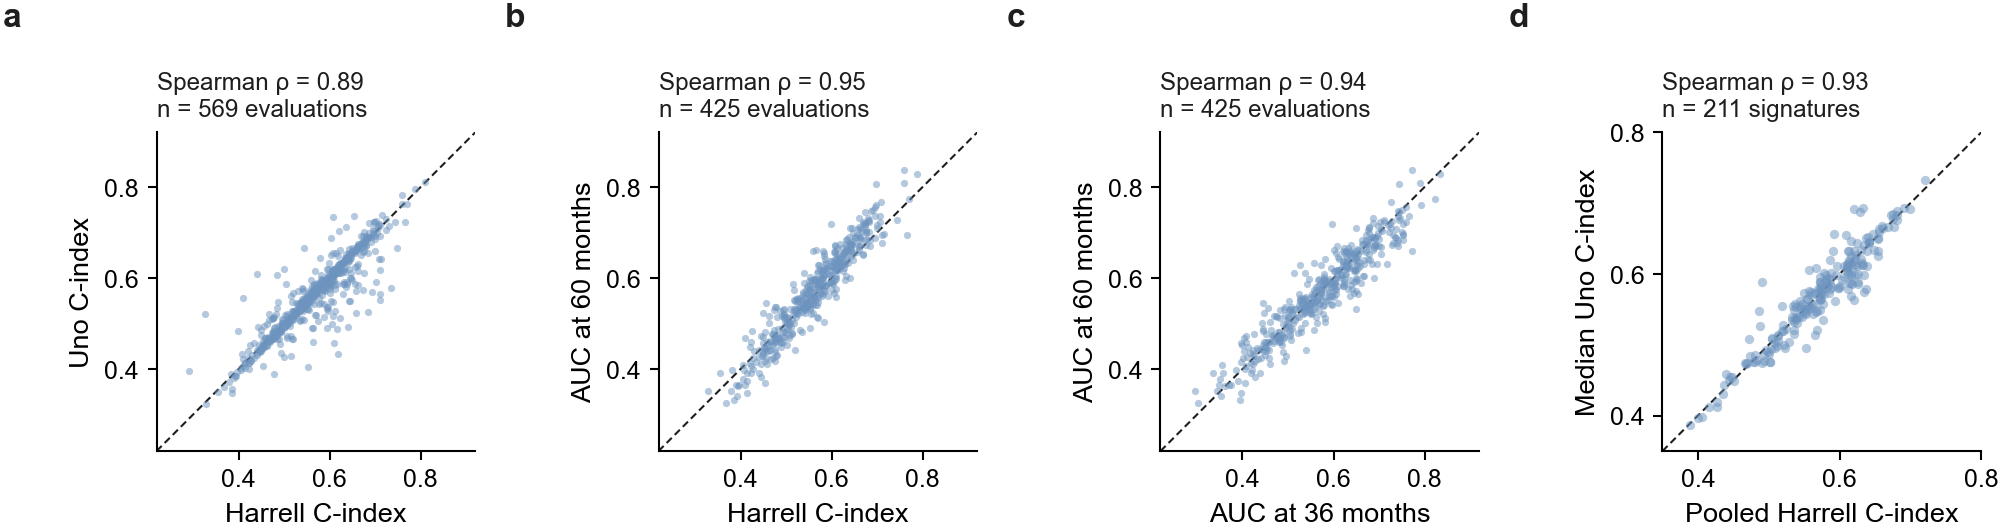 a
Spearman ρ = 0.89
n = 569 evaluations
0.8
0.6
0.4
Uno C-index
0.4 0.6 0.8
Harrell C-index
b
Spearman ρ = 0.95
n = 425 evaluations
0.8
0.6
0.4
AUC at 60 months
0.4 0.6 0.8
Harrell C-index
c
Spearman ρ = 0.94
n = 425 evaluations
0.8
0.6
0.4
AUC at 60 months
0.4 0.6 0.8
AUC at 36 months
d
Spearman ρ = 0.93
n = 211 signatures
0.8
0.6
0.4
Median Uno C-index
0.4 0.6 0.8
Pooled Harrell C-index